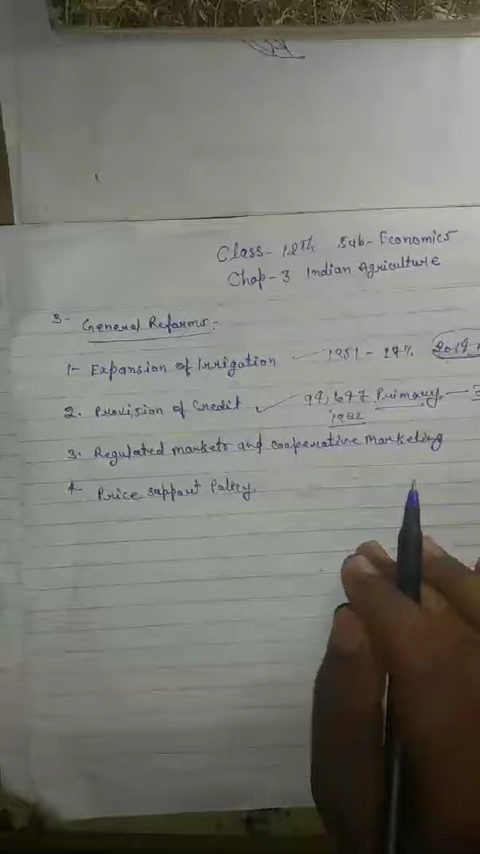 Class- 12th Sub- Economics
Chap-3 Indian Agriculture
3- General Reforms:-
1- Expansion of Irrigation 1951 - 17%
2. Provision of Credit Primary
1982
3. Regulated markets and cooperative marketing
4- Price support Policy.